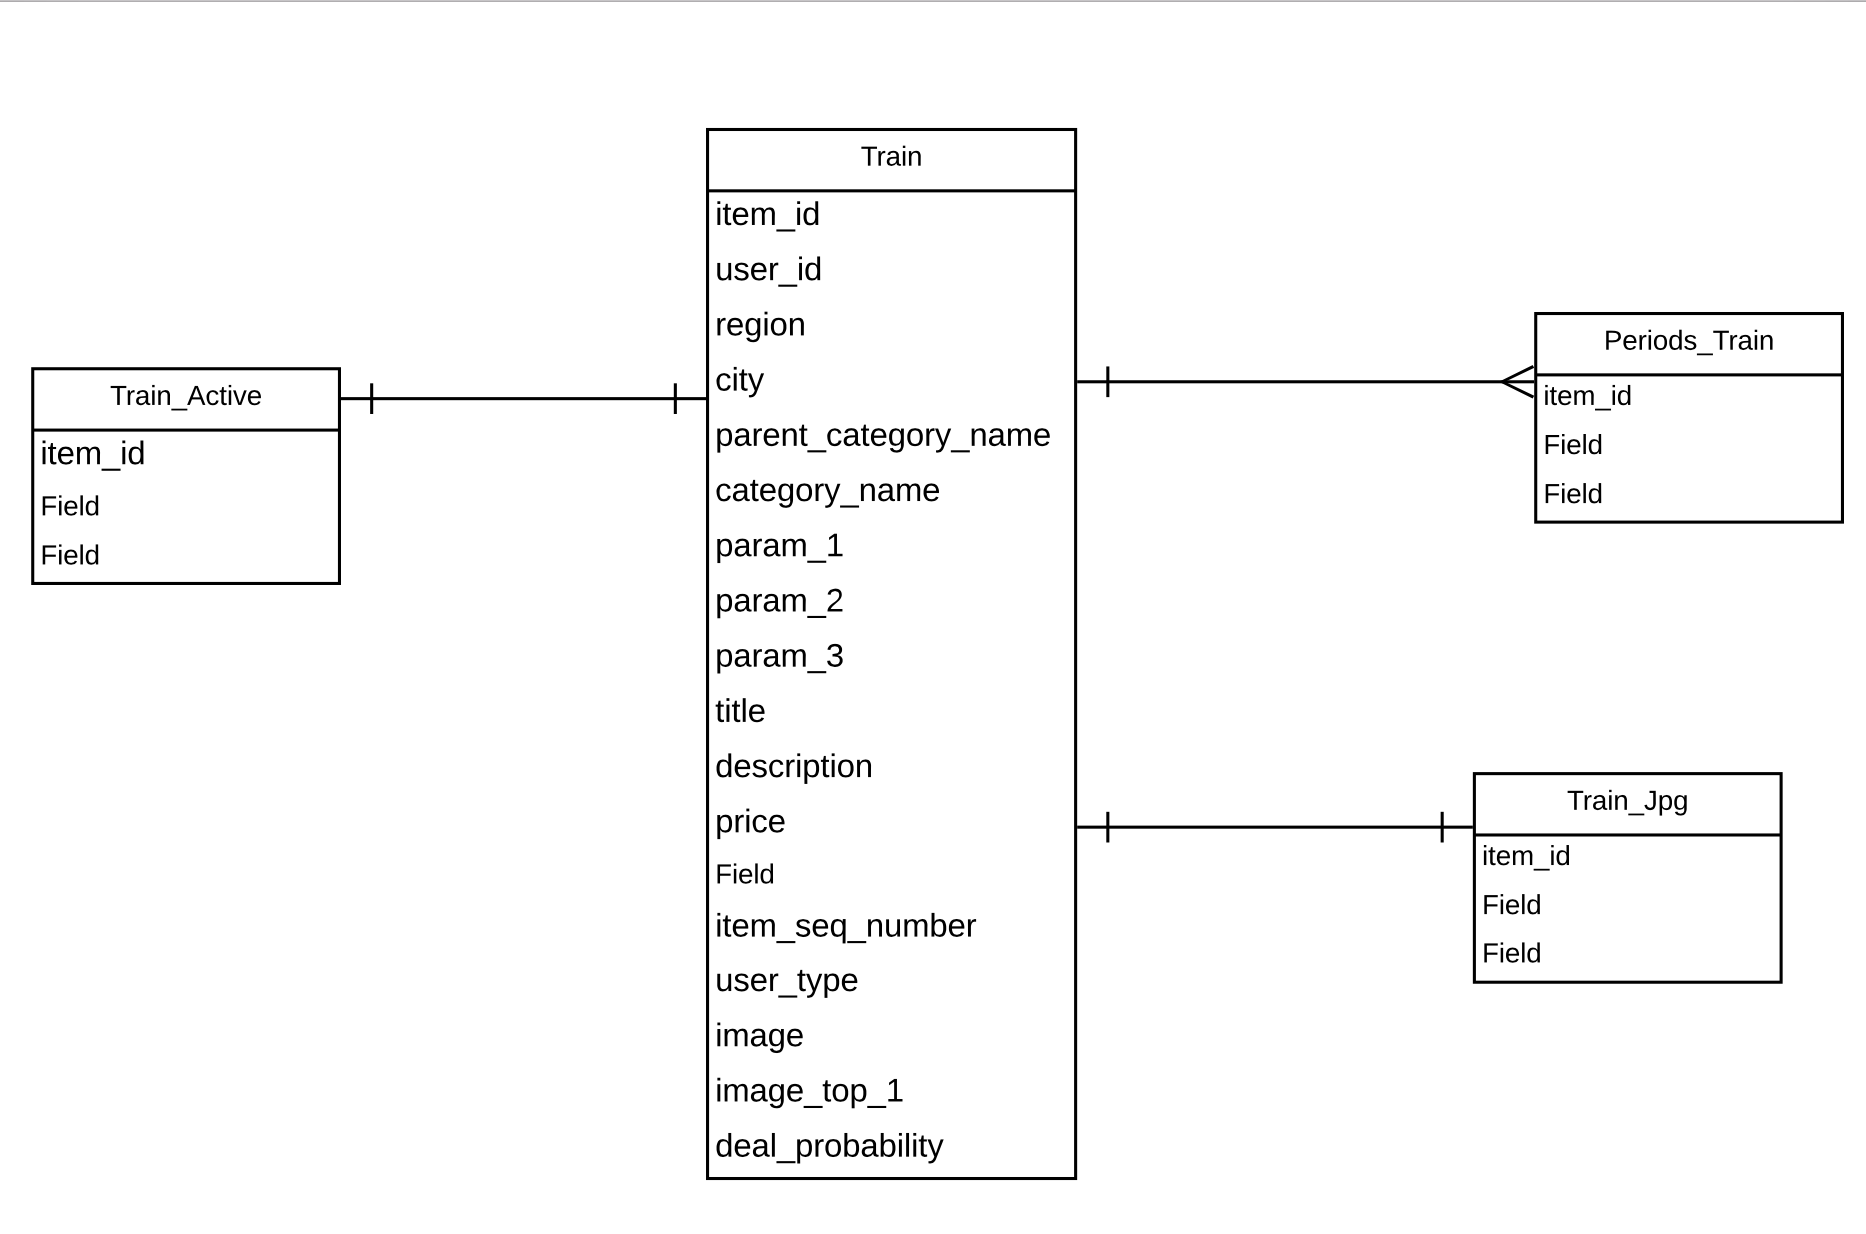 Train_Active
item_id
Field
Field
Train
item_id
user_id
region
city
parent_category_name
category_name
param_1
param_2
param_3
title
description
price
Field
item_seq_number
user_type
image
image_top_1
deal_probability
Periods_Train
item_id
Field
Field
Train_Jpg
item_id
Field
Field